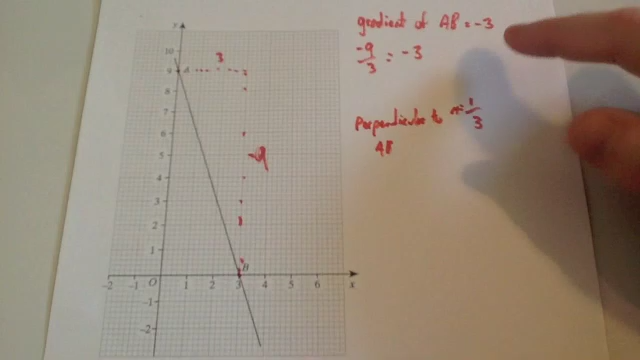 gradient of AB = -3
-9/3 = -3
Perpendicular to m = 1/3
AB
y
10
9 A 3
8
7
6
5 -9
4
3
2
1
B
-2 -1 O 1 2 3 4 5 6 x
-1
-2